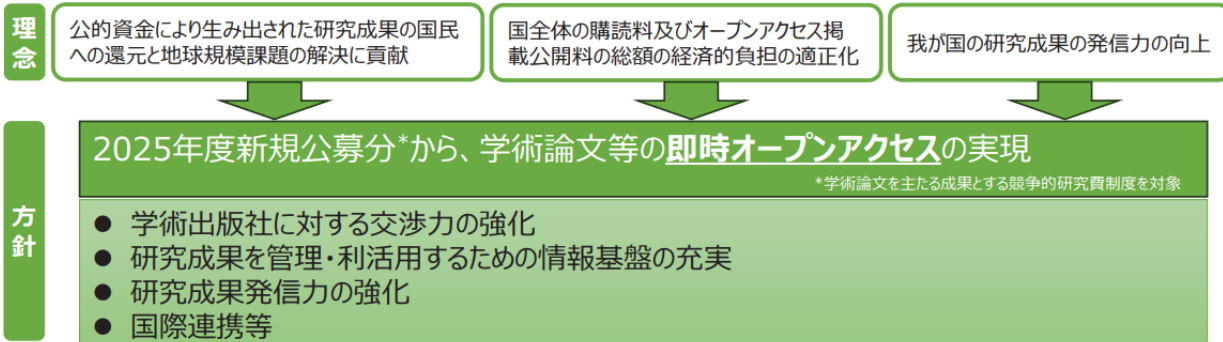 理念
公的資金により生み出された研究成果の国民
への還元と地球規模課題の解決に貢献
国全体の購読料及びオープンアクセス掲
載公開料の総額の経済的負担の適正化
我が国の研究成果の発信力の向上
方針
2025年度新規公募分*から、学術論文等の即時オープンアクセスの実現
*学術論文を主たる成果とする競争的研究費制度を対象
● 学術出版社に対する交渉力の強化
● 研究成果を管理・利活用するための情報基盤の充実
● 研究成果発信力の強化
● 国際連携等